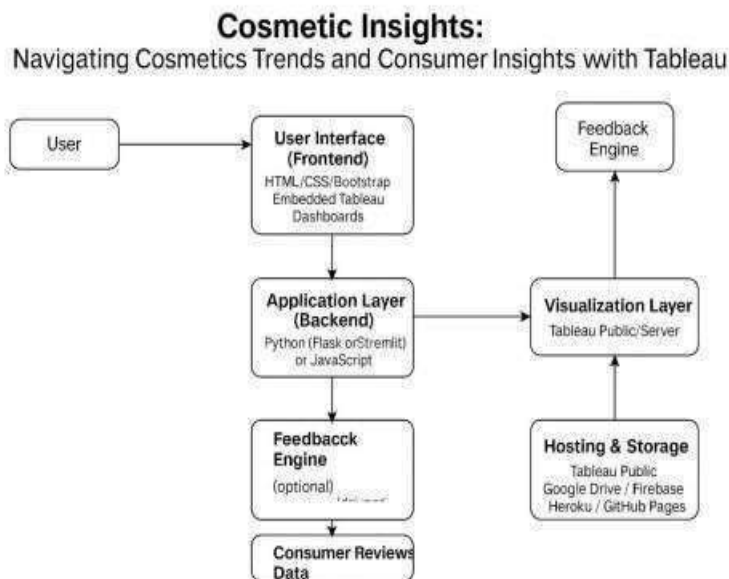 Cosmetic Insights:
Navigating Cosmetics Trends and Consumer Insights wwith Tableau
User
User Interface
(Frontend)
HTML/CSS/Bootstrap
Embedded Tableau
Dashboards
Feedback
Engine
Application Layer
(Backend)
Python (Flask orStremlit)
or JavaScript
Visualization Layer
Tableau Public/Server
Feedbacck
Engine
(optional)
Hosting & Storage
Tableau Public
Google Drive / Firebase
Heroku / GitHub Pages
Consumer Reviews
Data